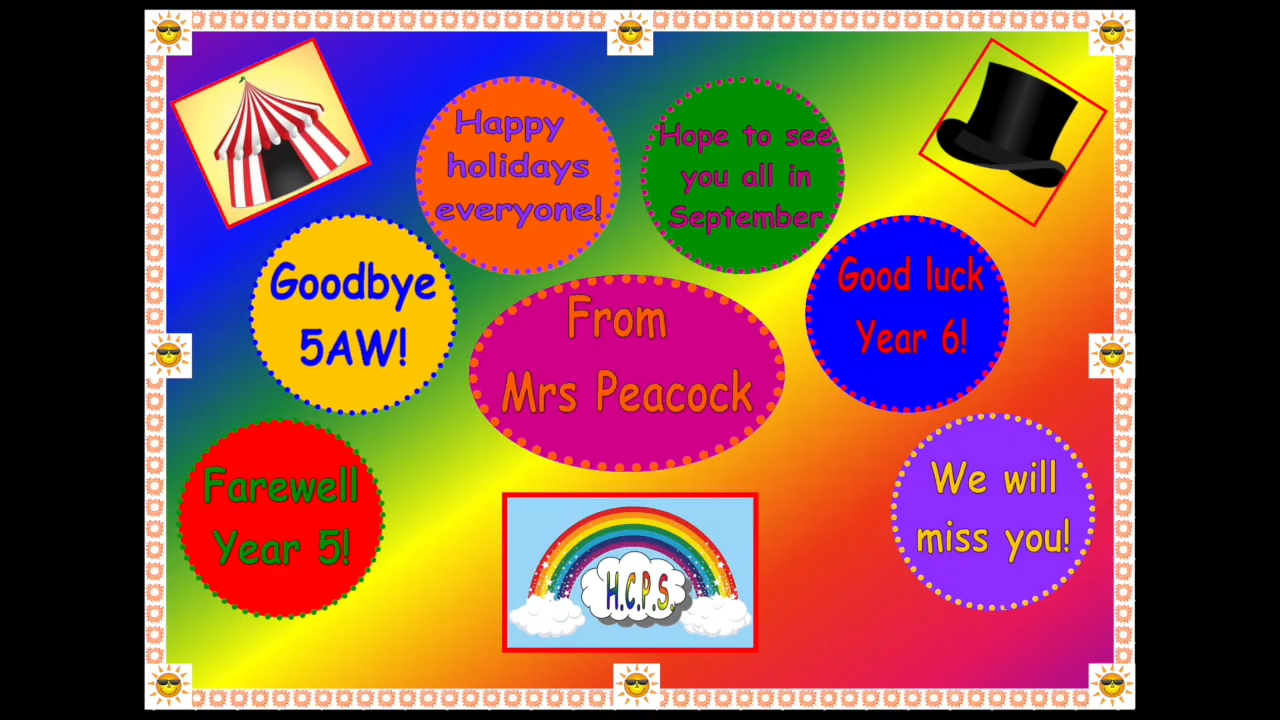 Happy
holidays
everyone!
Hope to see
you all in
September
Goodbye
5AW!
From
Mrs Peacock
Good luck
Year 6!
Farewell
Year 5!
We will
miss you!
H.C.P.S.